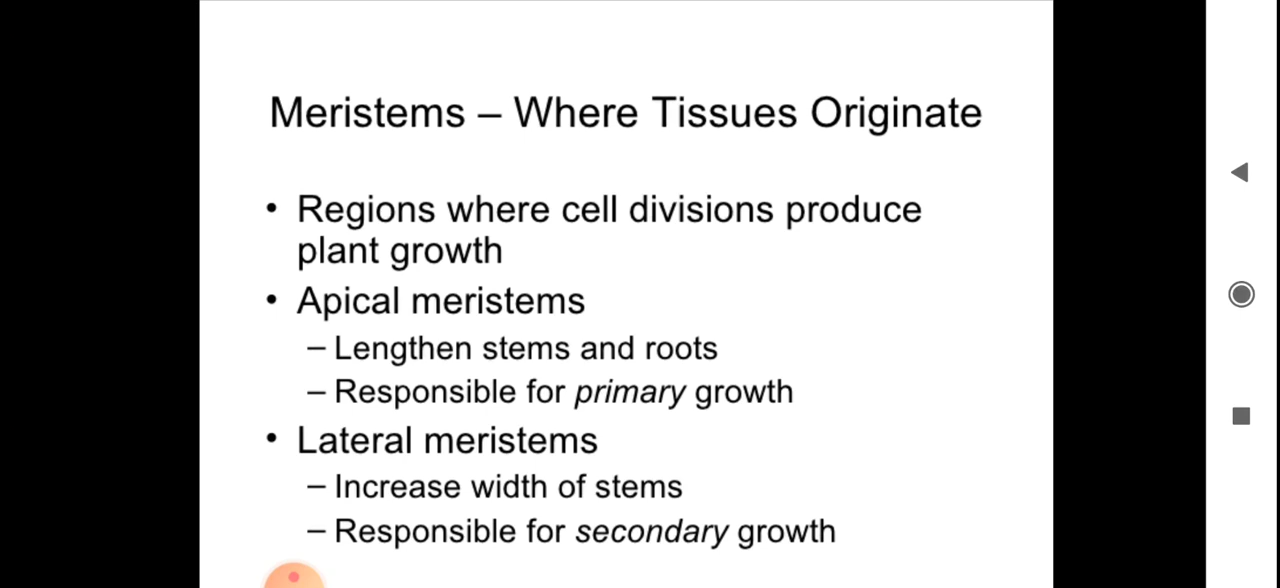 Meristems – Where Tissues Originate
• Regions where cell divisions produce
plant growth
• Apical meristems
– Lengthen stems and roots
– Responsible for primary growth
• Lateral meristems
– Increase width of stems
– Responsible for secondary growth